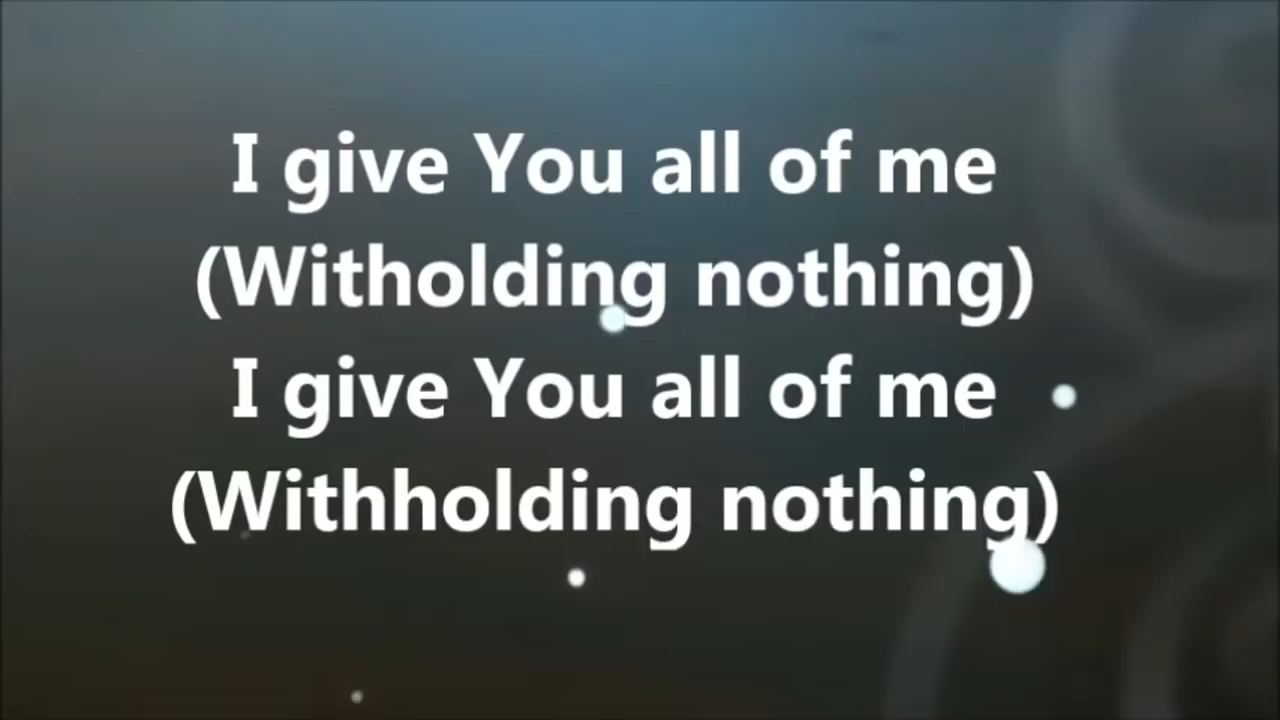 I give You all of me
(Witholding nothing)
I give You all of me
(Withholding nothing)